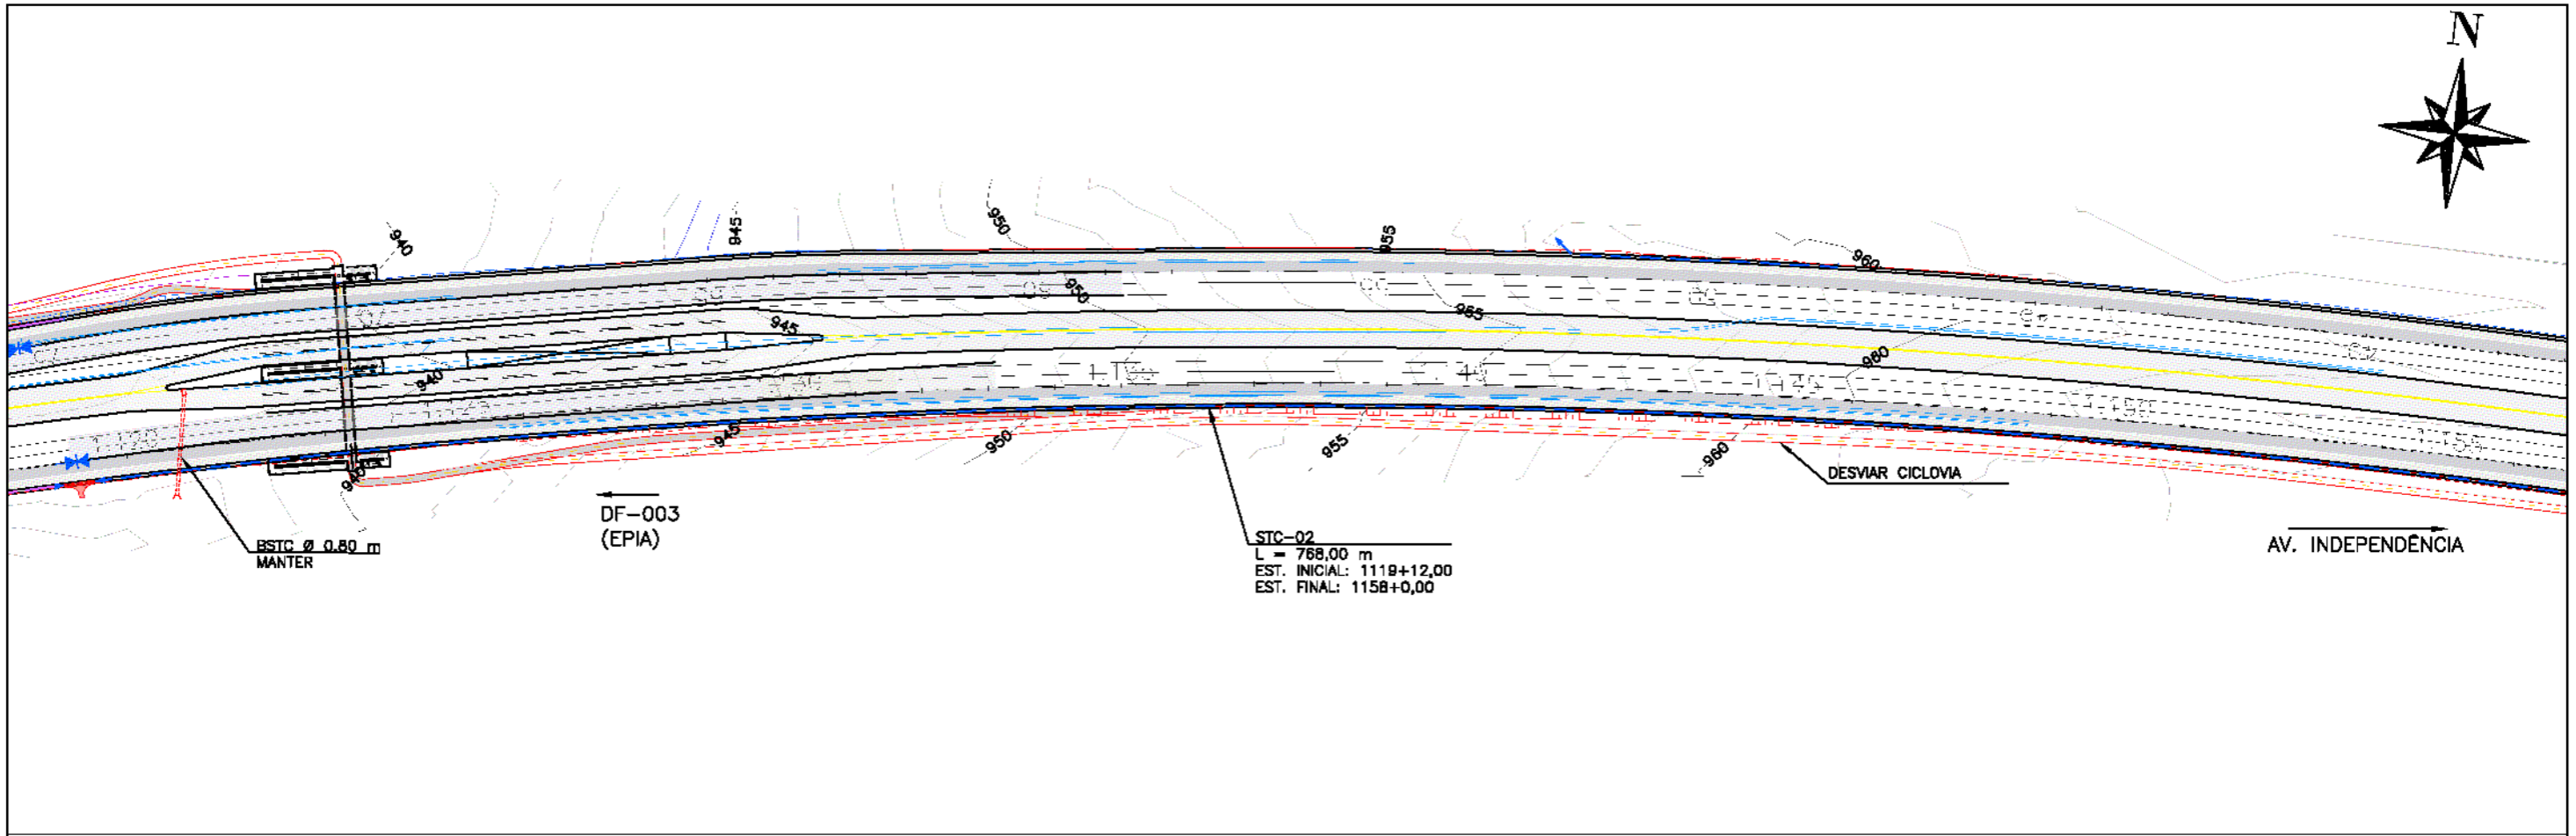 N
945
950
955
960
940
945
950
955
960
940
945
950
955
960
940
DESVIAR CICLOVIA
DF-003
(EPIA)
BSTC Ø 0.80 m
MANTER
STC-02
L = 768,00 m
EST. INICIAL: 1119+12,00
EST. FINAL: 1158+0,00
AV. INDEPENDÊNCIA